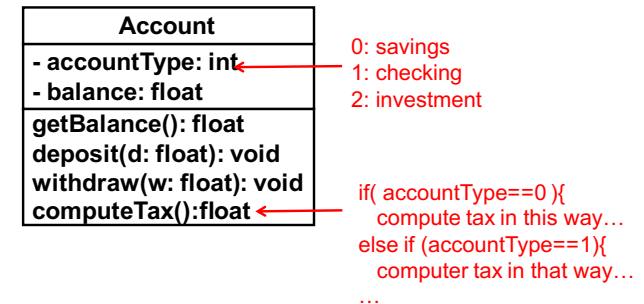 Account
- accountType: int
- balance: float
getBalance(): float
deposit(d: float): void
withdraw(w: float): void
computeTax():float
0: savings
1: checking
2: investment
if( accountType==0 ){
compute tax in this way…
else if (accountType==1){
computer tax in that way…
…